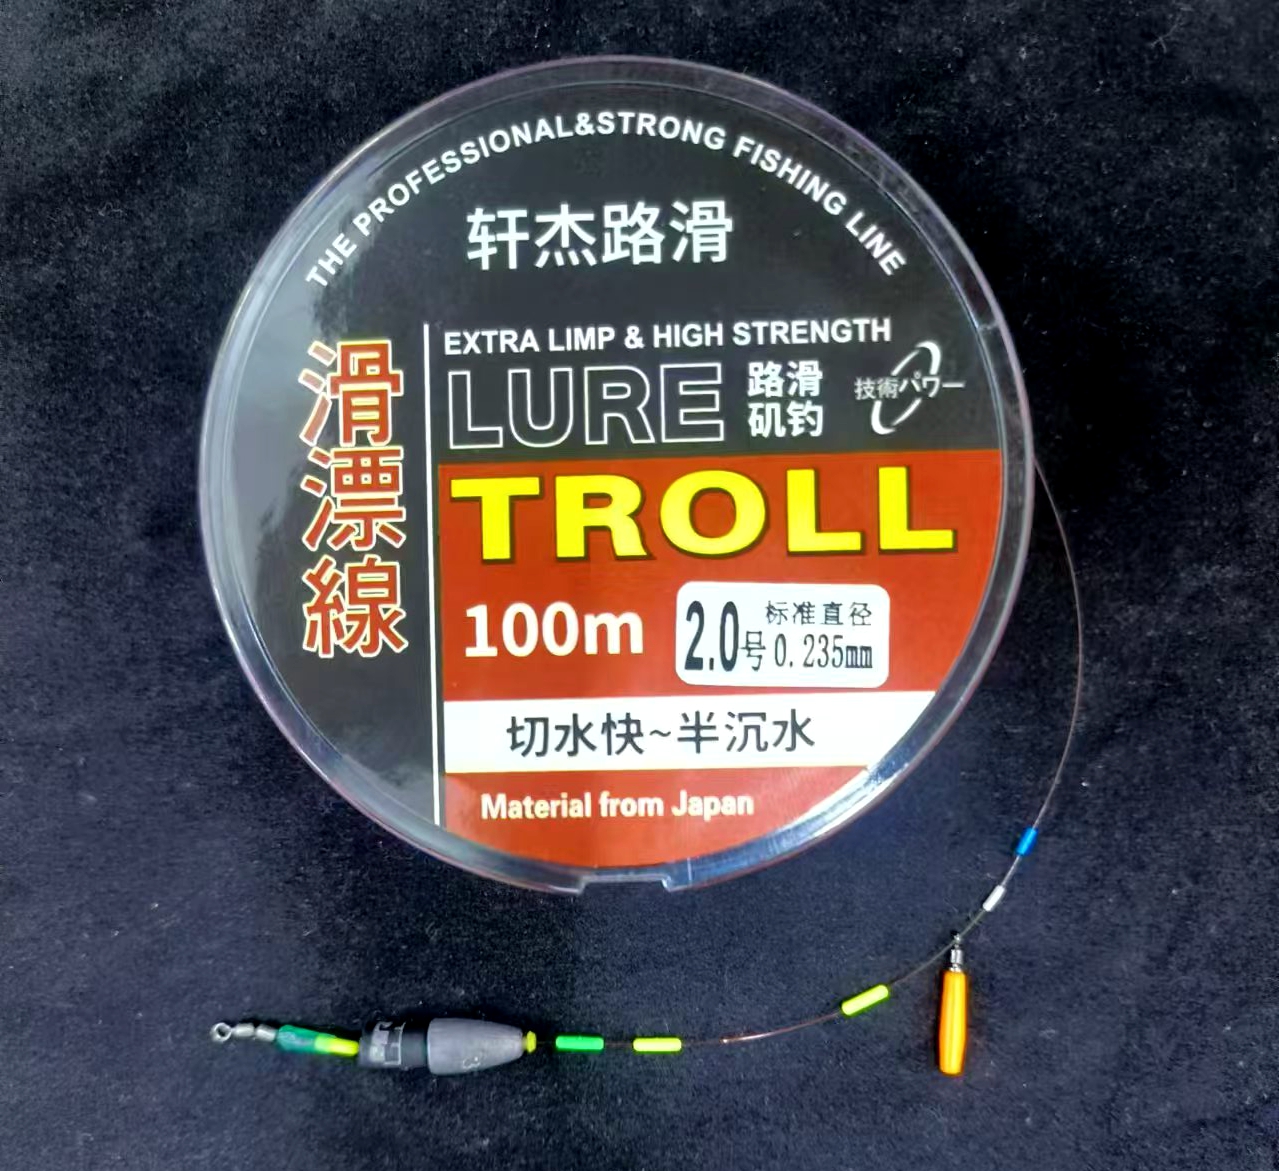 THE PROFESSIONAL&STRONG FISHING LINE
轩杰路滑
滑漂線
EXTRA LIMP & HIGH STRENGTH
LURE
路滑
矶钓
技術パワー
TROLL
100m
2.0号
标准直径
0.235mm
切水快~半沉水
Material from Japan